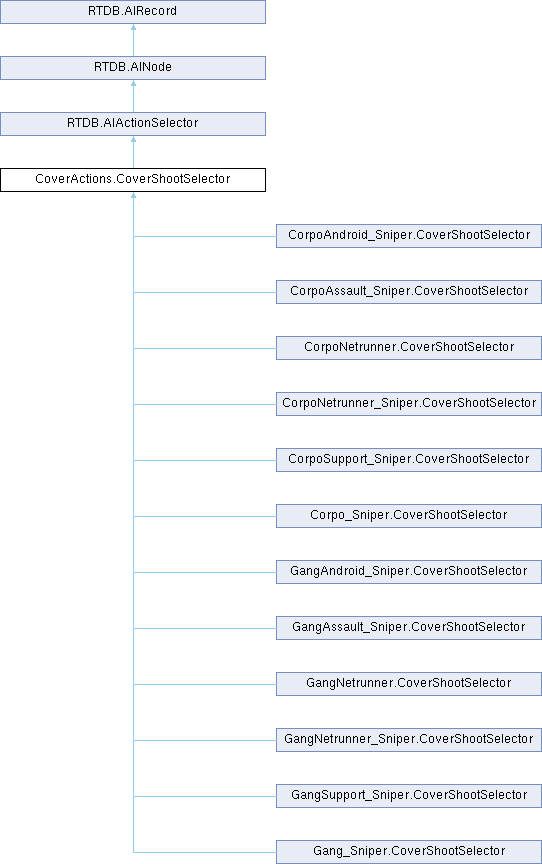 RTDB.AIRecord
RTDB.AINode
RTDB.AIActionSelector
CoverActions.CoverShootSelector
CorpoAndroid_Sniper.CoverShootSelector
CorpoAssault_Sniper.CoverShootSelector
CorpoNetrunner.CoverShootSelector
CorpoNetrunner_Sniper.CoverShootSelector
CorpoSupport_Sniper.CoverShootSelector
Corpo_Sniper.CoverShootSelector
GangAndroid_Sniper.CoverShootSelector
GangAssault_Sniper.CoverShootSelector
GangNetrunner.CoverShootSelector
GangNetrunner_Sniper.CoverShootSelector
GangSupport_Sniper.CoverShootSelector
Gang_Sniper.CoverShootSelector